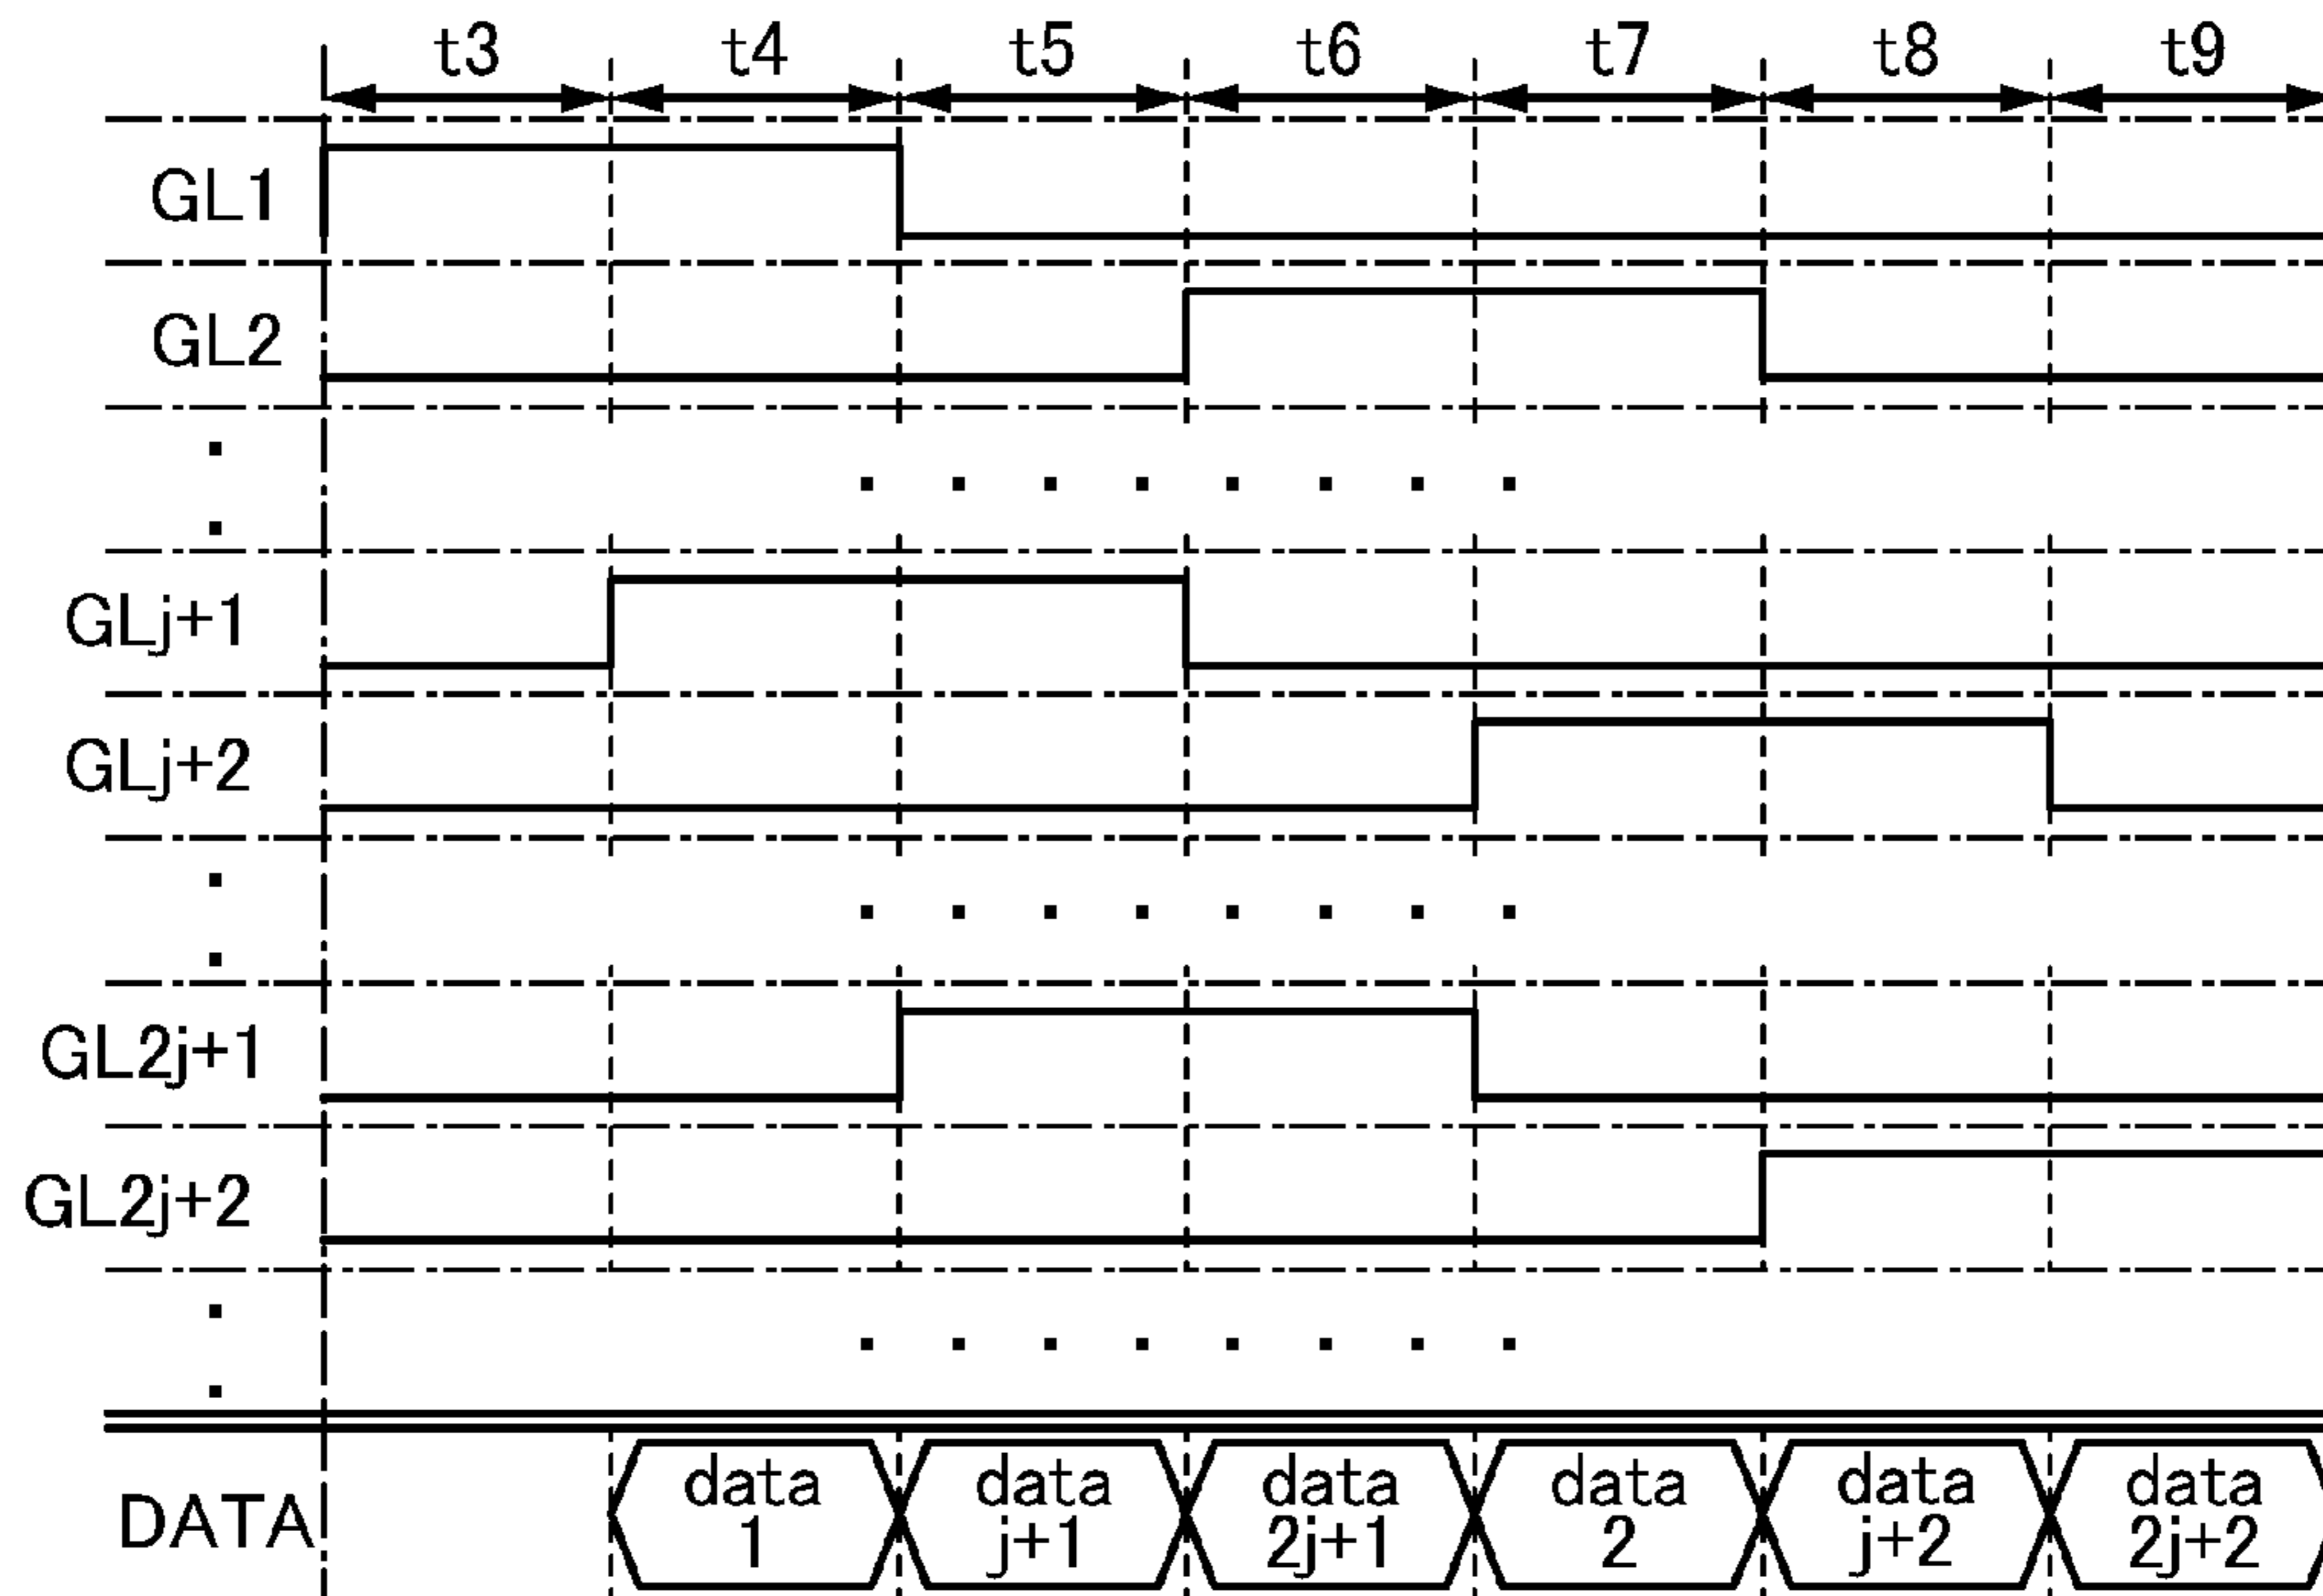 t3 t4 t5 t6 t7 t8 t9
GL1
GL2
GLj+1
GLj+2
GL2j+1
GL2j+2
DATA
data 1
data j+1
data 2j+1
data 2
data j+2
data 2j+2